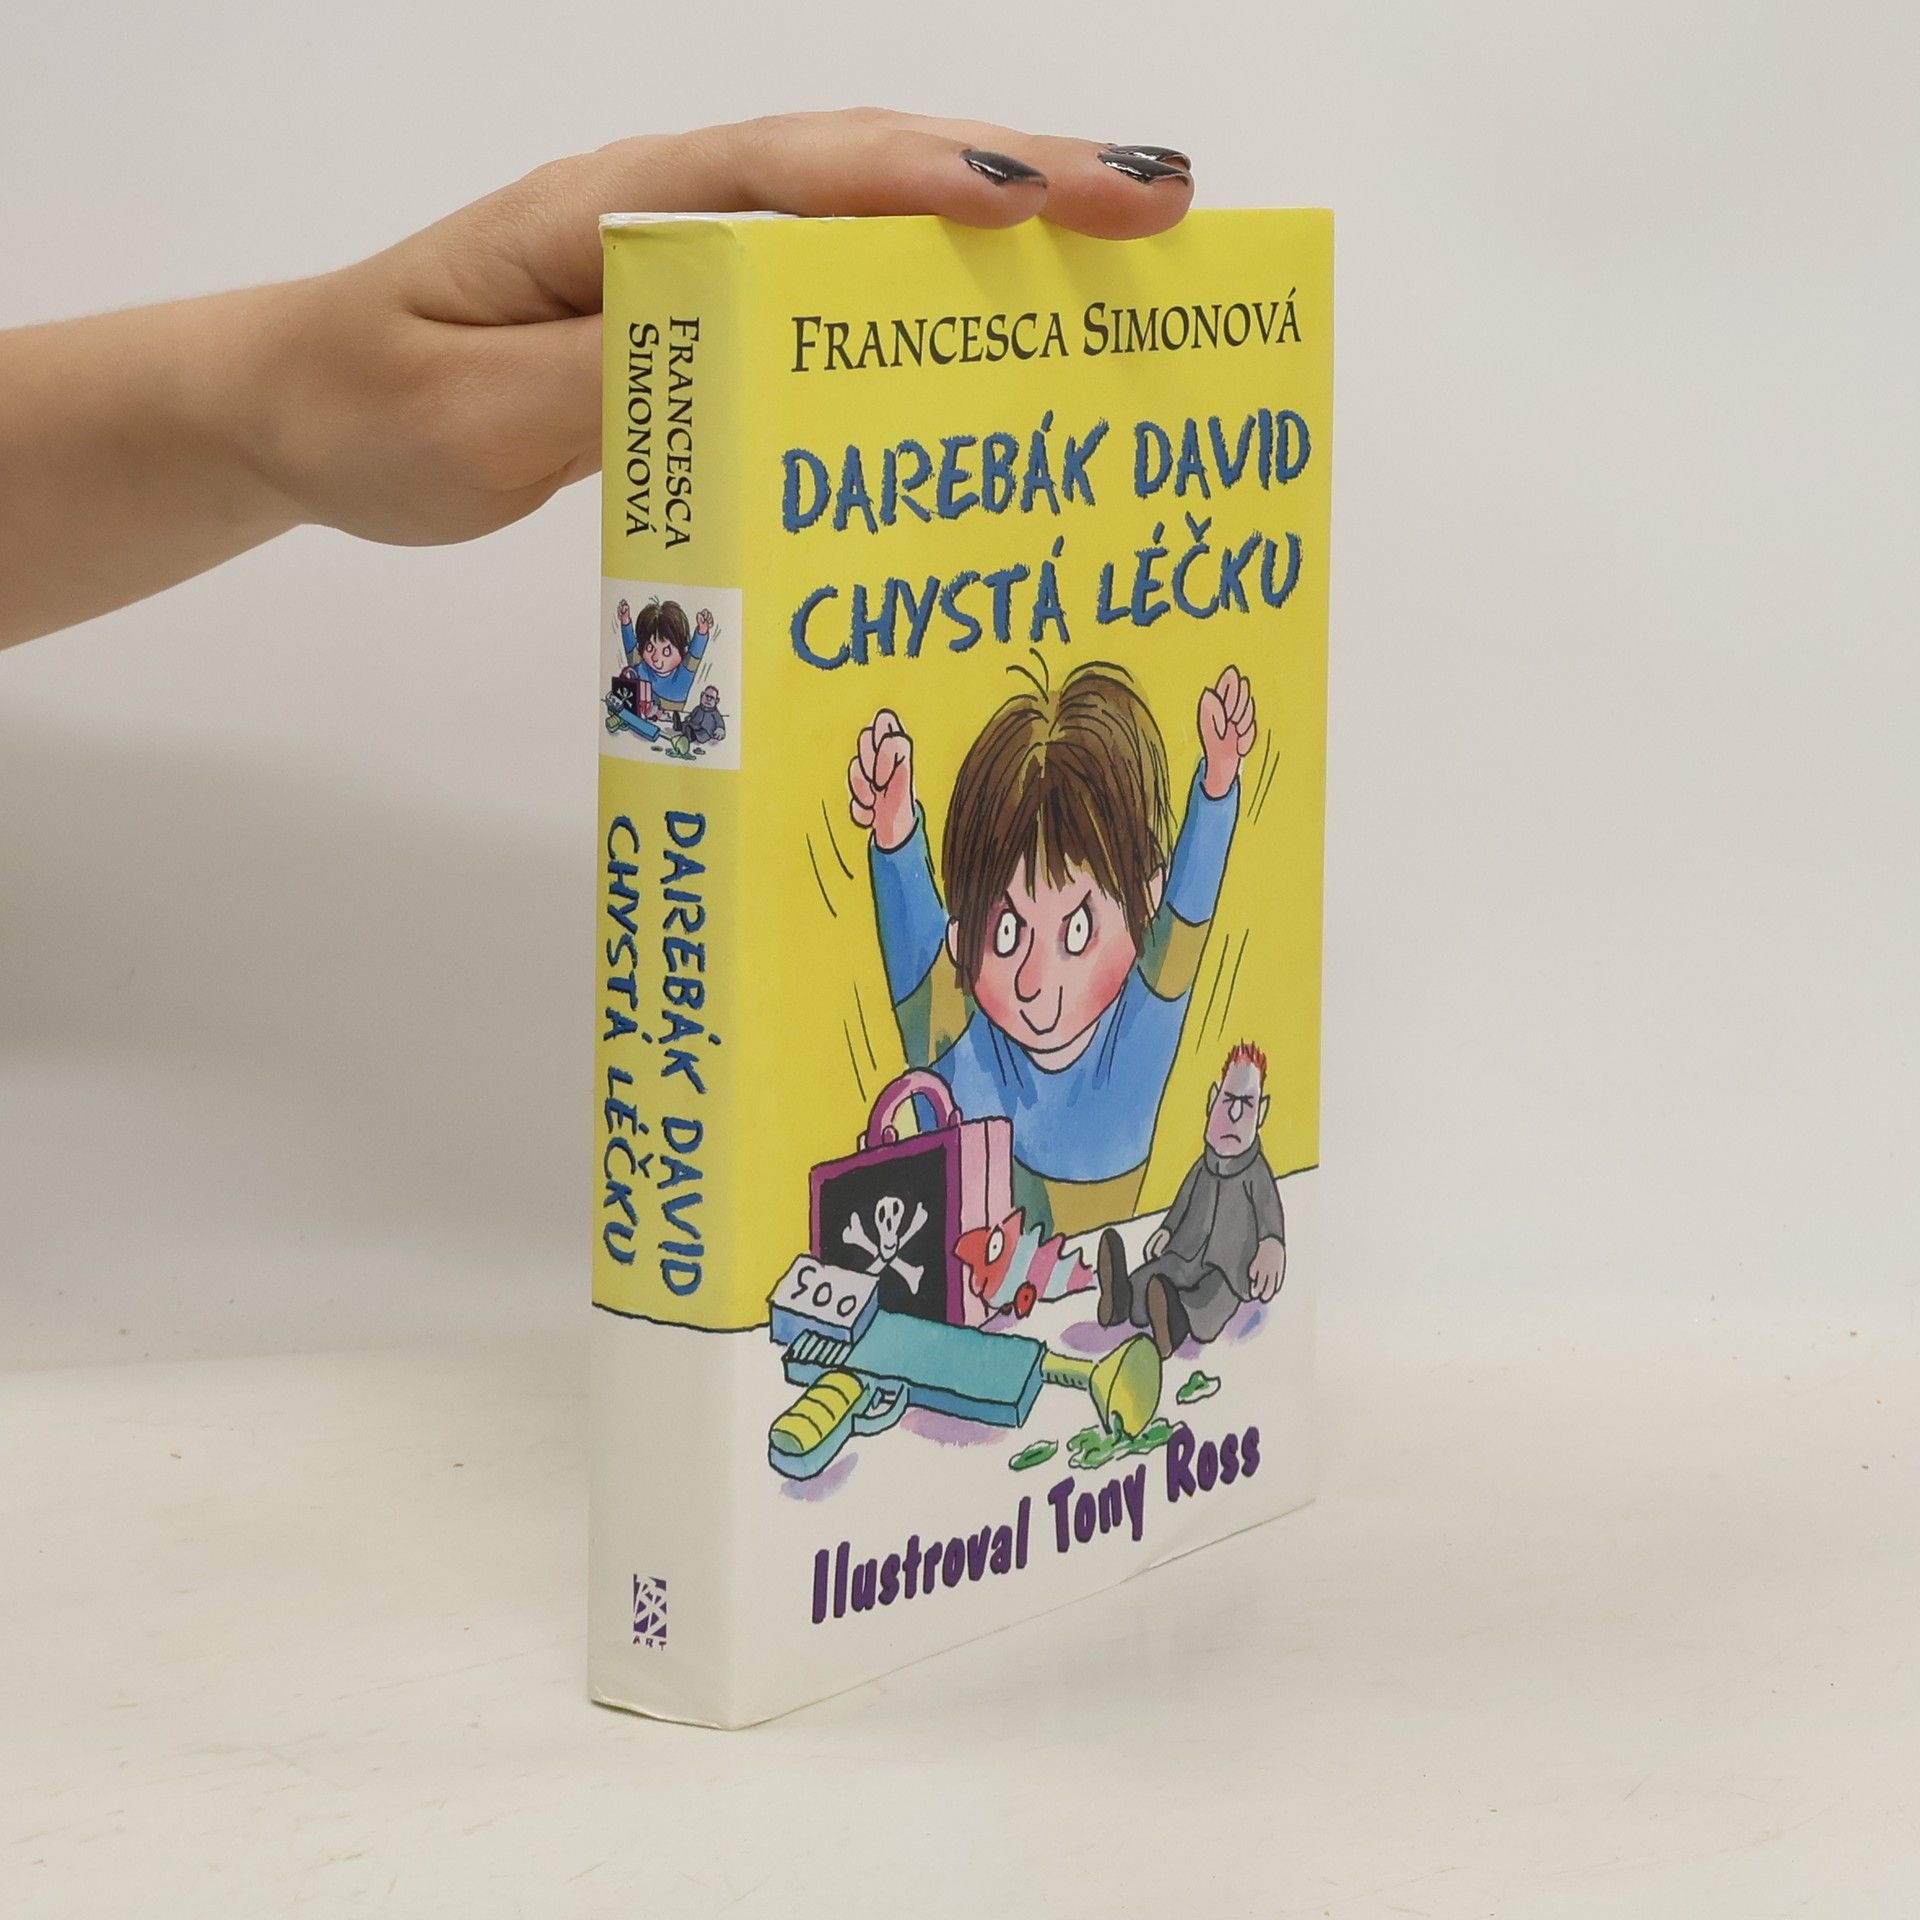 FRANCESCA
SIMONOVÁ
DAREBÁK DAVID
CHYSTÁ LÉČKU
ART
FRANCESCA SIMONOVÁ
DAREBÁK DAVID
CHYSTÁ LÉČKU
500
Ilustroval Tony Ross